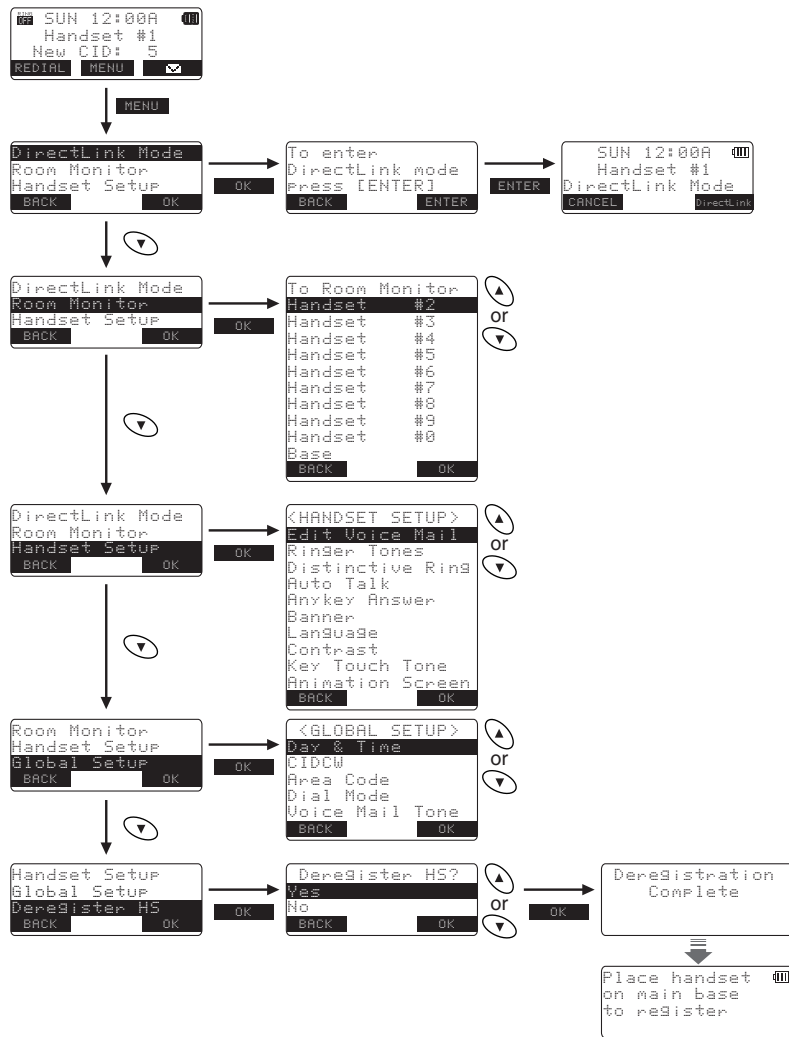 RING OFF SUN 12:00A
Handset #1
New CID: 5
REDIAL MENU
MENU
DirectLink Mode
Room Monitor
Handset Setup
BACK OK
OK
To enter
DirectLink mode
press [ENTER]
BACK ENTER
ENTER
SUN 12:00A
Handset #1
DirectLink Mode
CANCEL DirectLink
DirectLink Mode
Room Monitor
Handset Setup
BACK OK
OK
To Room Monitor
Handset #2
Handset #3
Handset #4
Handset #5
Handset #6
Handset #7
Handset #8
Handset #9
Handset #0
Base
BACK OK
or
DirectLink Mode
Room Monitor
Handset Setup
BACK OK
OK
<HANDSET SETUP>
Edit Voice Mail
Ringer Tones
Distinctive Ring
Auto Talk
Anykey Answer
Banner
Language
Contrast
Key Touch Tone
Animation Screen
BACK OK
or
Room Monitor
Handset Setup
Global Setup
BACK OK
OK
<GLOBAL SETUP>
Day & Time
CIDCW
Area Code
Dial Mode
Voice Mail Tone
BACK OK
or
Handset Setup
Global Setup
Deregister HS
BACK OK
OK
Deregister HS?
Yes
No
BACK OK
or
OK
Deregistration
Complete
Place handset
on main base
to register